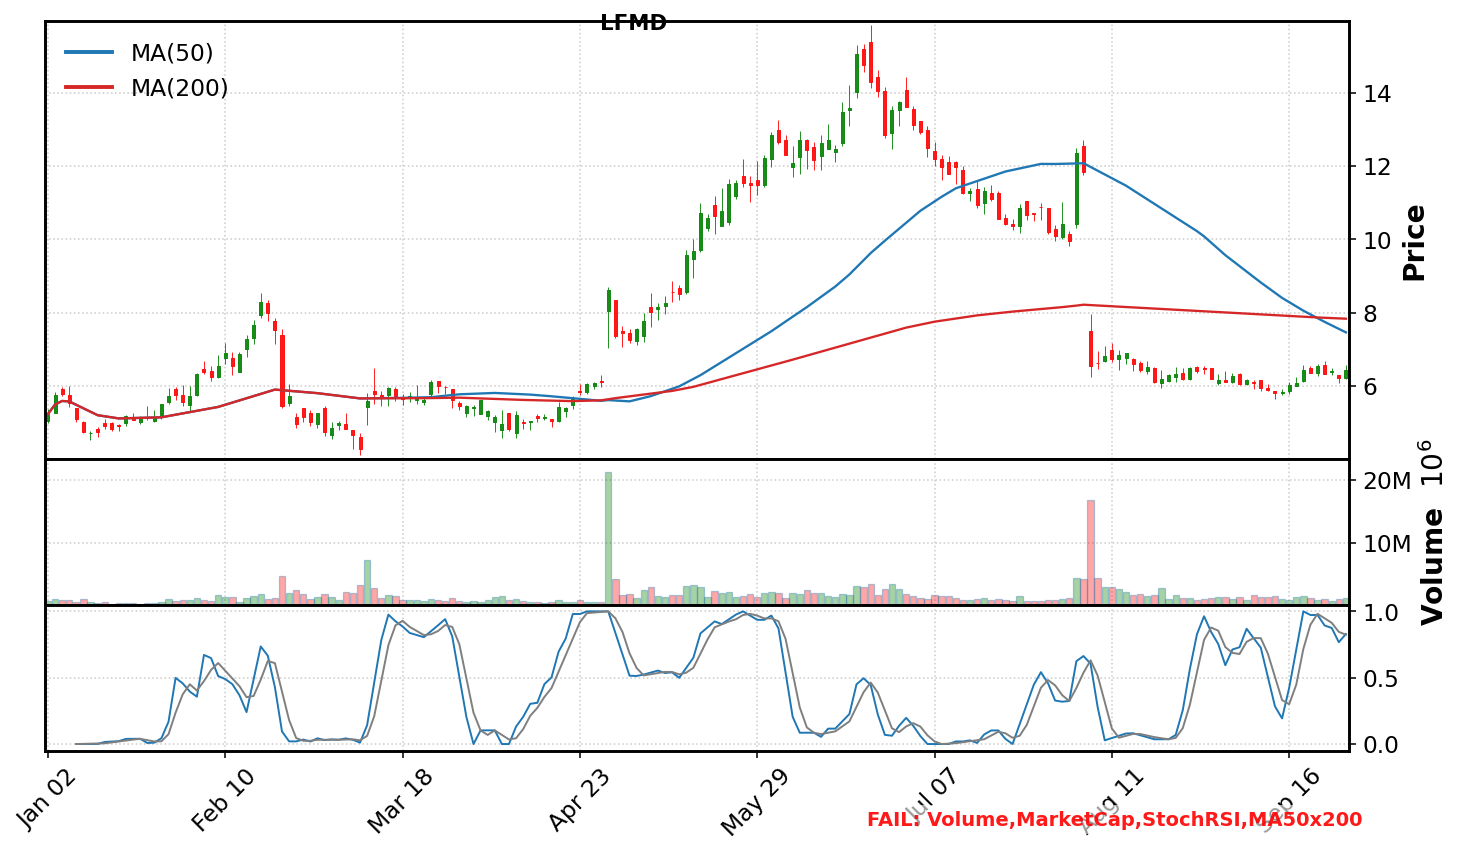 LFMD
MA(50)
MA(200)
14
12
10
8
6
Price
20M
10M
Volume 10^6
1.0
0.5
0.0
Jan 02
Feb 10
Mar 18
Apr 23
May 29
Jul 07
Aug 11
Sep 16
FAIL: Volume,MarketCap,StochRSI,MA50x200